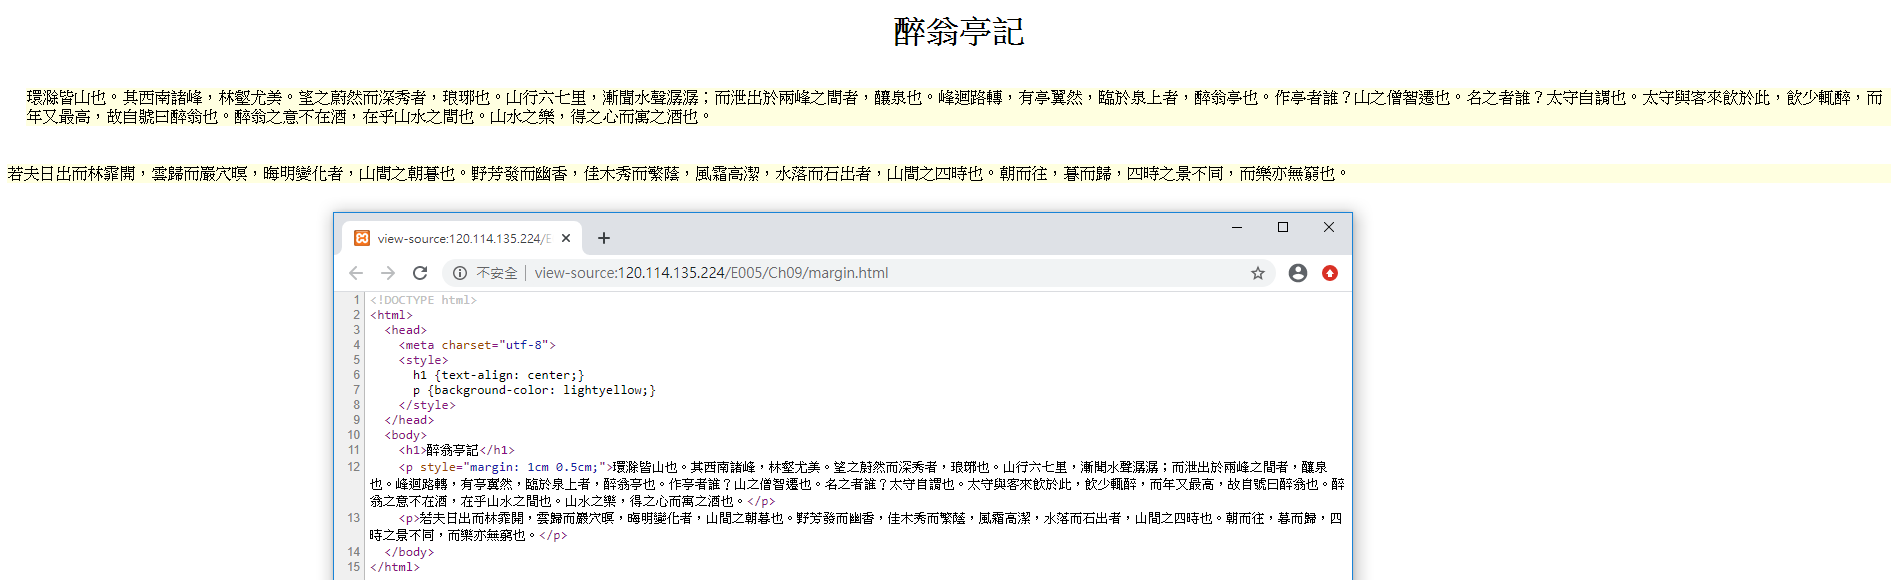 醉翁亭記
環滁皆山也。其西南諸峰，林壑尤美。望之蔚然而深秀者，琅琊也。山行六七里，漸聞水聲潺潺；而泄出於兩峰之間者，釀泉也。峰迴路轉，有亭翼然，臨於泉上者，醉翁亭也。作亭者誰？山之僧智遷也。名之者誰？太守自謂也。太守與客來飲於此，飲少輒醉，而
年又最高，故自號曰醉翁也。醉翁之意不在酒，在乎山水之間也。山水之樂，得之心而寓之酒也。
若夫日出而林霏開，雲歸而巖穴暝，晦明變化者，山間之朝暮也。野芳發而幽香，佳木秀而繁蔭，風霜高潔，水落而石出者，山間之四時也。朝而往，暮而歸，四時之景不同，而樂亦無窮也。
view-source:120.114.135.224/E
不安全 | view-source:120.114.135.224/E005/Ch09/margin.html
1 <!DOCTYPE html>
2 <html>
3 <head>
4 <meta charset="utf-8">
5 <style>
6 h1 {text-align: center;}
7 p {background-color: lightyellow;}
8 </style>
9 </head>
10 <body>
11 <h1>醉翁亭記</h1>
12 <p style="margin: 1cm 0.5cm;">環滁皆山也。其西南諸峰，林壑尤美。望之蔚然而深秀者，琅琊也。山行六七里，漸聞水聲潺潺；而泄出於兩峰之間者，釀泉
也。峰迴路轉，有亭翼然，臨於泉上者，醉翁亭也。作亭者誰？山之僧智遷也。名之者誰？太守自謂也。太守與客來飲於此，飲少輒醉，而年又最高，故自號曰醉翁也。醉
翁之意不在酒，在乎山水之間也。山水之樂，得之心而寓之酒也。</p>
13 <p>若夫日出而林霏開，雲歸而巖穴暝，晦明變化者，山間之朝暮也。野芳發而幽香，佳木秀而繁蔭，風霜高潔，水落而石出者，山間之四時也。朝而往，暮而歸，四
時之景不同，而樂亦無窮也。</p>
14 </body>
15 </html>